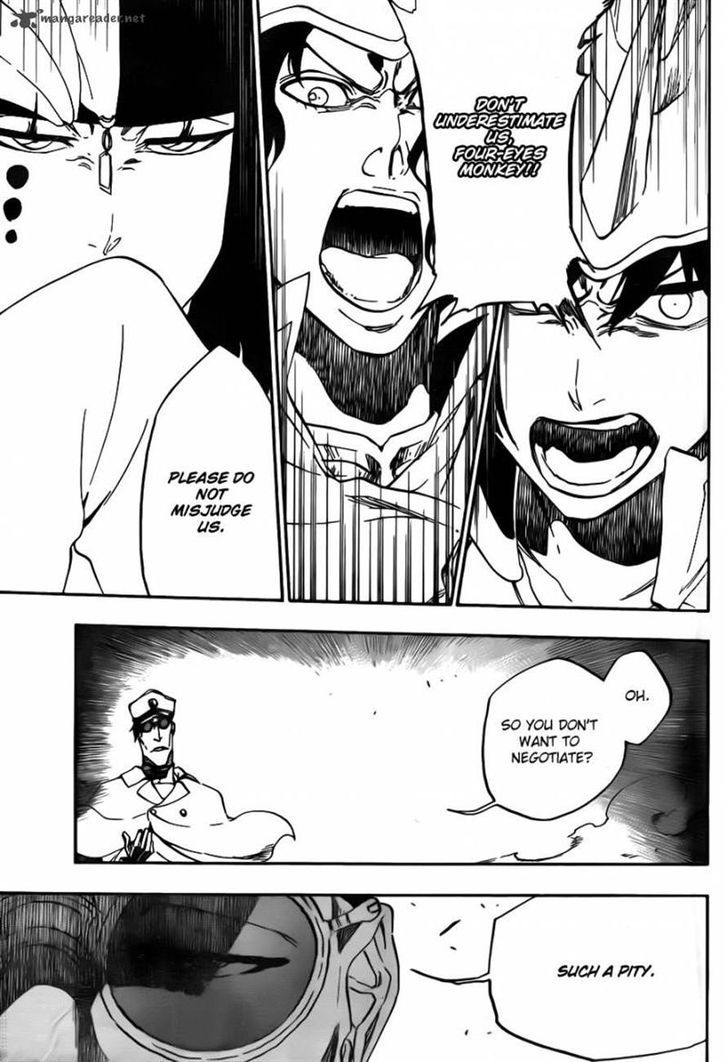 mangareader.net
DON'T
UNDERESTIMATE
US,
FOUR-EYES
MONKEY!!
PLEASE DO
NOT
MISJUDGE
US.
OH.
SO YOU DON'T
WANT TO
NEGOTIATE?
SUCH A PITY.